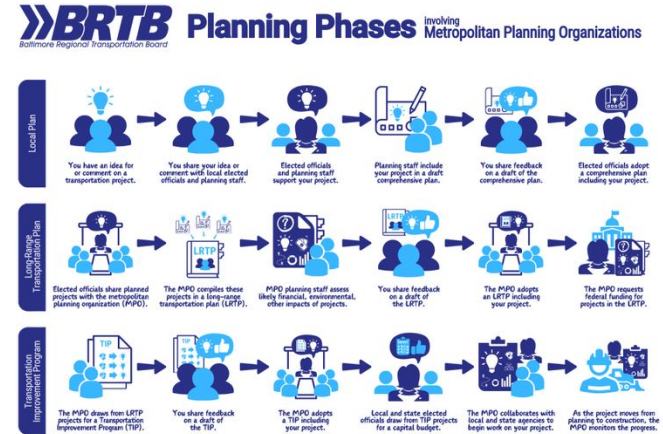 BRTB
Baltimore Regional Transportation Board
Planning Phases
involving
Metropolitan Planning Organizations
Local Plan
You have an idea for
or comment on a
transportation project.
You share your idea or
comment with local elected
officials and planning staff.
Elected officials
and planning staff
support your project.
Planning staff include
your project in a draft
comprehensive plan.
You share feedback
on a draft of the
comprehensive plan.
Elected officials adopt
a comprehensive plan
including your project.
Long-Range
Transportation Plan
LRTP
LRTP
Elected officials share planned
projects with the metropolitan
planning organization (MPO).
The MPO compiles these
projects in a long-range
transportation plan (LRTP).
MPO planning staff assess
likely financial, environmental,
other impacts of projects.
You share feedback
on a draft of
the LRTP.
The MPO adopts
an LRTP including
your project.
The MPO requests
federal funding for
projects in the LRTP.
Transportation
Improvement Program
TIP
TIP
The MPO draws from LRTP
projects for a Transportation
Improvement Program (TIP).
You share feedback
on a draft of
the TIP.
The MPO adopts
a TIP including
your project.
Local and state elected
officials draw from TIP projects
for a capital budget.
The MPO collaborates with
local and state agencies to
begin work on your project.
As the project moves from
planning to construction, the
MPO monitors the progress.